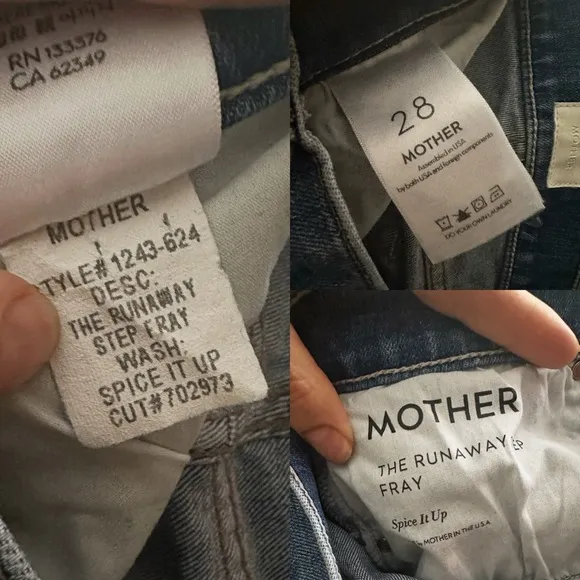 RN 133376
CA 62349
MOTHER
STYLE# 1243-624
DESC:
THE RUNAWAY
STEP FRAY
WASH:
SPICE IT UP
CUT#702973
28
MOTHER
Assembled in USA
by both USA and foreign components
DO YOUR OWN LAUNDRY
MOTHER
THE RUNAWAY EP
FRAY
Spice It Up
MOTHER IN THE U.S.A.